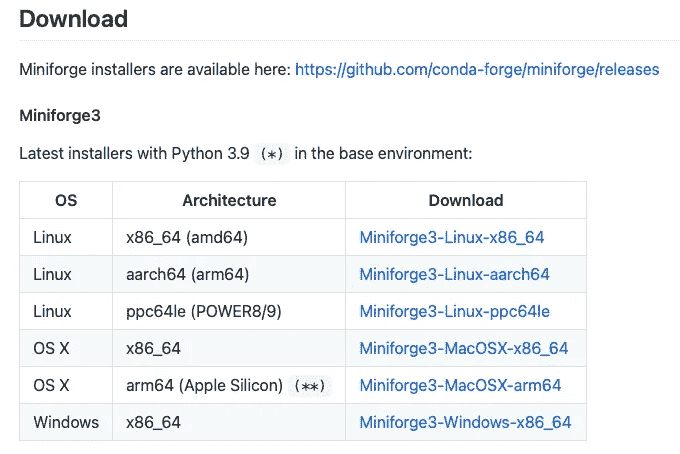 Download
Miniforge installers are available here: https://github.com/conda-forge/miniforge/releases
Miniforge3
Latest installers with Python 3.9 (*) in the base environment:
OS Architecture Download
Linux x86_64 (amd64) Miniforge3-Linux-x86_64
Linux aarch64 (arm64) Miniforge3-Linux-aarch64
Linux ppc64le (POWER8/9) Miniforge3-Linux-ppc64le
OS X x86_64 Miniforge3-MacOSX-x86_64
OS X arm64 (Apple Silicon) (**) Miniforge3-MacOSX-arm64
Windows x86_64 Miniforge3-Windows-x86_64